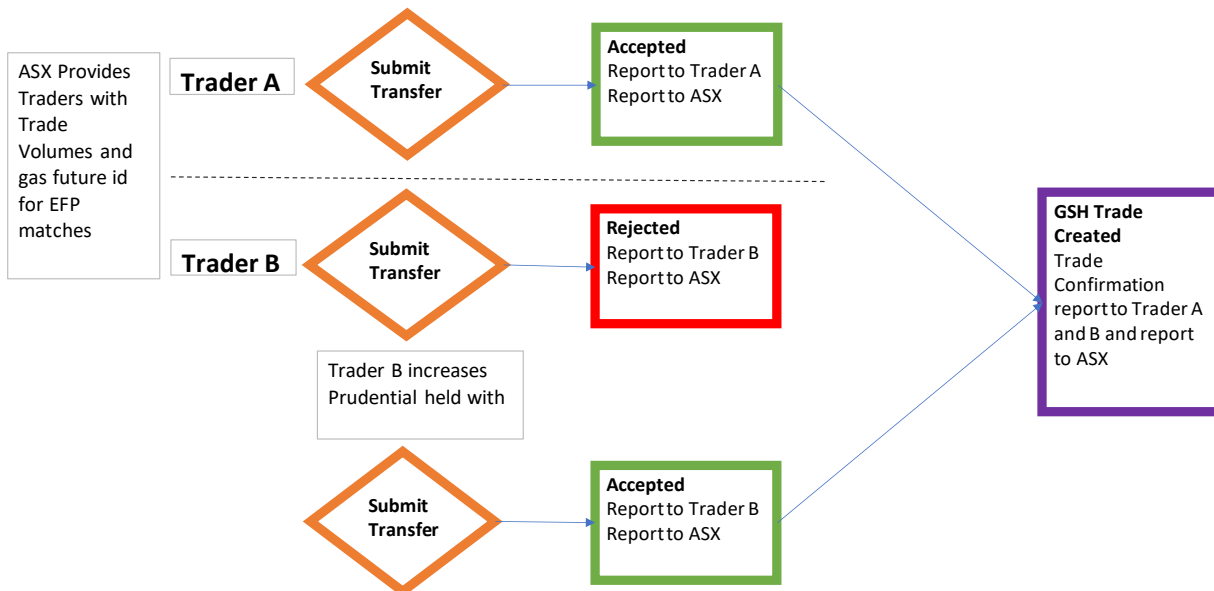 ASX Provides
Traders with
Trade
Volumes and
gas future id
for EFP
matches
Trader A
Submit
Transfer
Accepted
Report to Trader A
Report to ASX
Trader B
Submit
Transfer
Rejected
Report to Trader B
Report to ASX
Trader B increases
Prudential held with
Submit
Transfer
Accepted
Report to Trader B
Report to ASX
GSH Trade
Created
Trade
Confirmation
report to Trader A
and B and report
to ASX